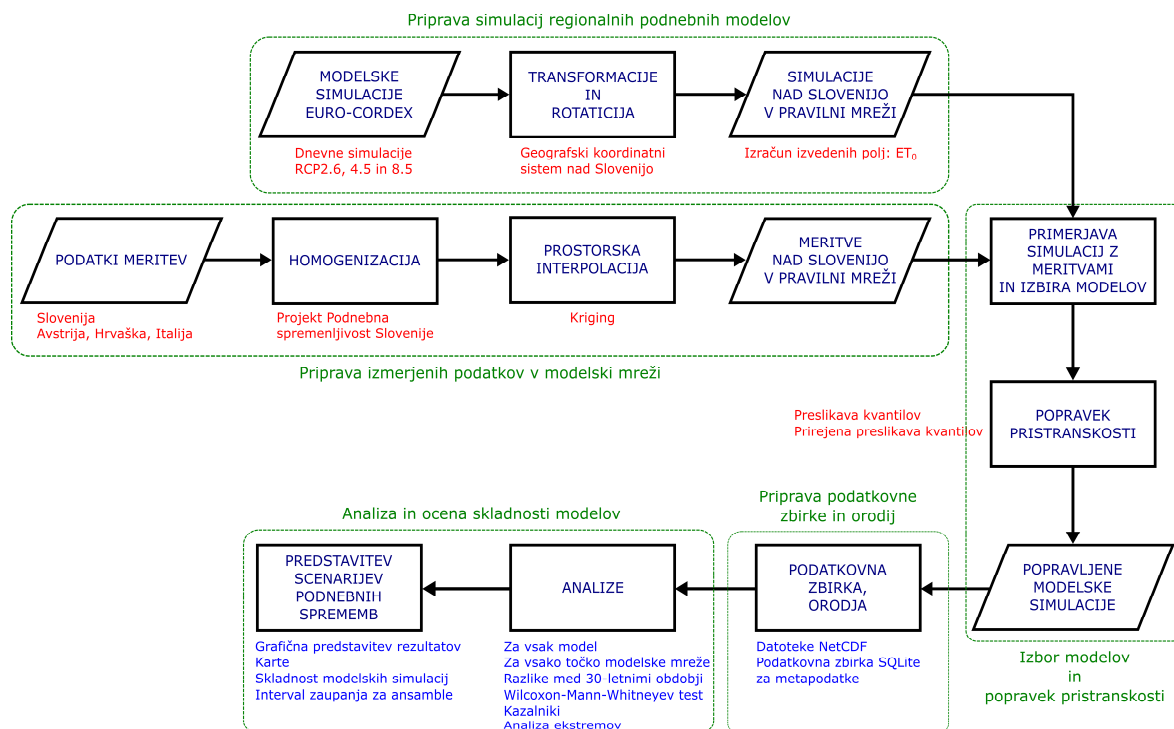 Priprava simulacij regionalnih podnebnih modelov
MODELSKE
SIMULACIJE
EURO-CORDEX
TRANSFORMACIJE
IN
ROTATICIJA
SIMULACIJE
NAD SLOVENIJO
V PRAVILNI MREŽI
Dnevne simulacije
RCP2.6, 4.5 in 8.5
Geografski koordinatni
sistem nad Slovenijo
Izračun izvedenih polj: ET₀
PODATKI MERITEV
HOMOGENIZACIJA
PROSTORSKA
INTERPOLACIJA
MERITVE
NAD SLOVENIJO
V PRAVILNI MREŽI
PRIMERJAVA
SIMULACIJ Z
MERITVAMI
IN IZBIRA MODELOV
Slovenija
Avstrija, Hrvaška, Italija
Projekt Podnebna
spremenljivost Slovenije
Kriging
Priprava izmerjenih podatkov v modelski mreži
Preslikava kvantilov
Prirejena preslikava kvantilov
POPRAVEK
PRISTRANSKOSTI
Analiza in ocena skladnosti modelov
Priprava podatkovne
zbirke in orodij
PREDSTAVITEV
SCENARIJEV
PODNEBNIH
SPREMEMB
ANALIZE
PODATKOVNA
ZBIRKA,
ORODJA
POPRAVLJENE
MODELSKE
SIMULACIJE
Grafična predstavitev rezultatov
Karte
Skladnost modelskih simulacij
Interval zaupanja za ansamble
Za vsak model
Za vsako točko modelske mreže
Razlike med 30-letnimi obdobji
Wilcoxon-Mann-Whitneyev test
Kazalniki
Analiza ekstremov
Datoteke NetCDF
Podatkovna zbirka SQLite
za metapodatke
Izbor modelov
in
popravek pristranskosti